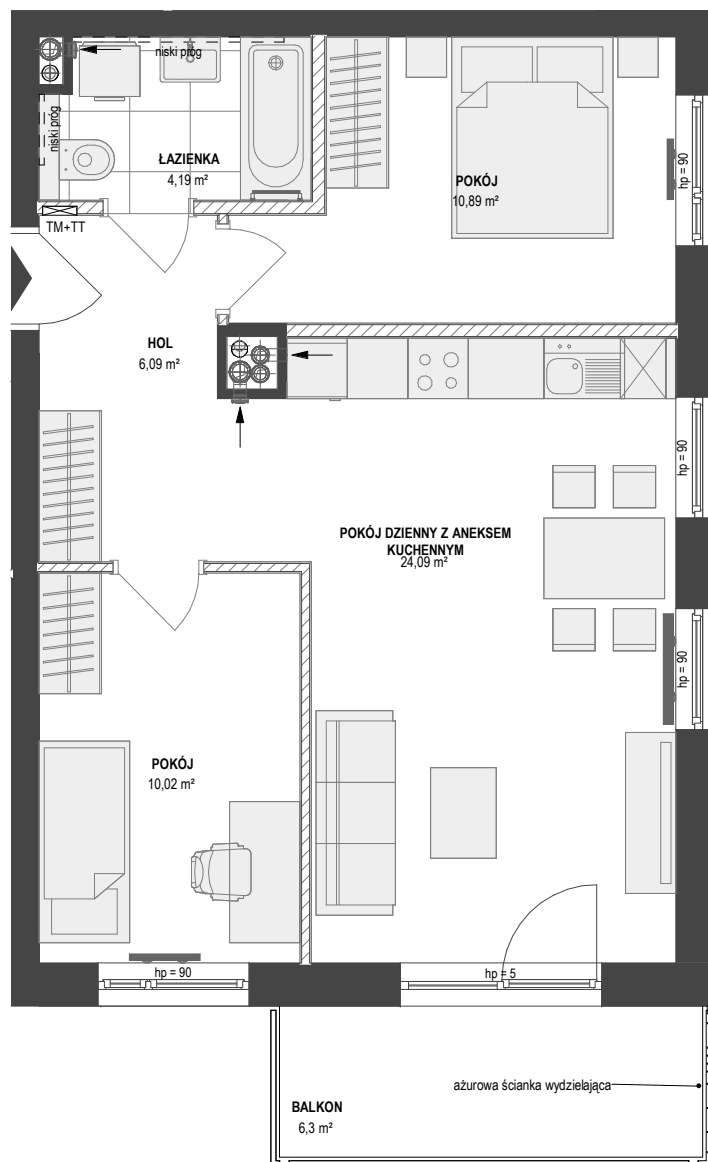 niski próg
niski próg
ŁAZIENKA
4,19 m²
TM+TT
POKÓJ
10,89 m²
hp = 90
HOL
6,09 m²
hp = 90
POKÓJ DZIENNY Z ANEKSEM
KUCHENNYM
24,09 m²
hp = 90
POKÓJ
10,02 m²
hp = 90
hp = 5
ażurowa ścianka wydzielająca
BALKON
6,3 m²